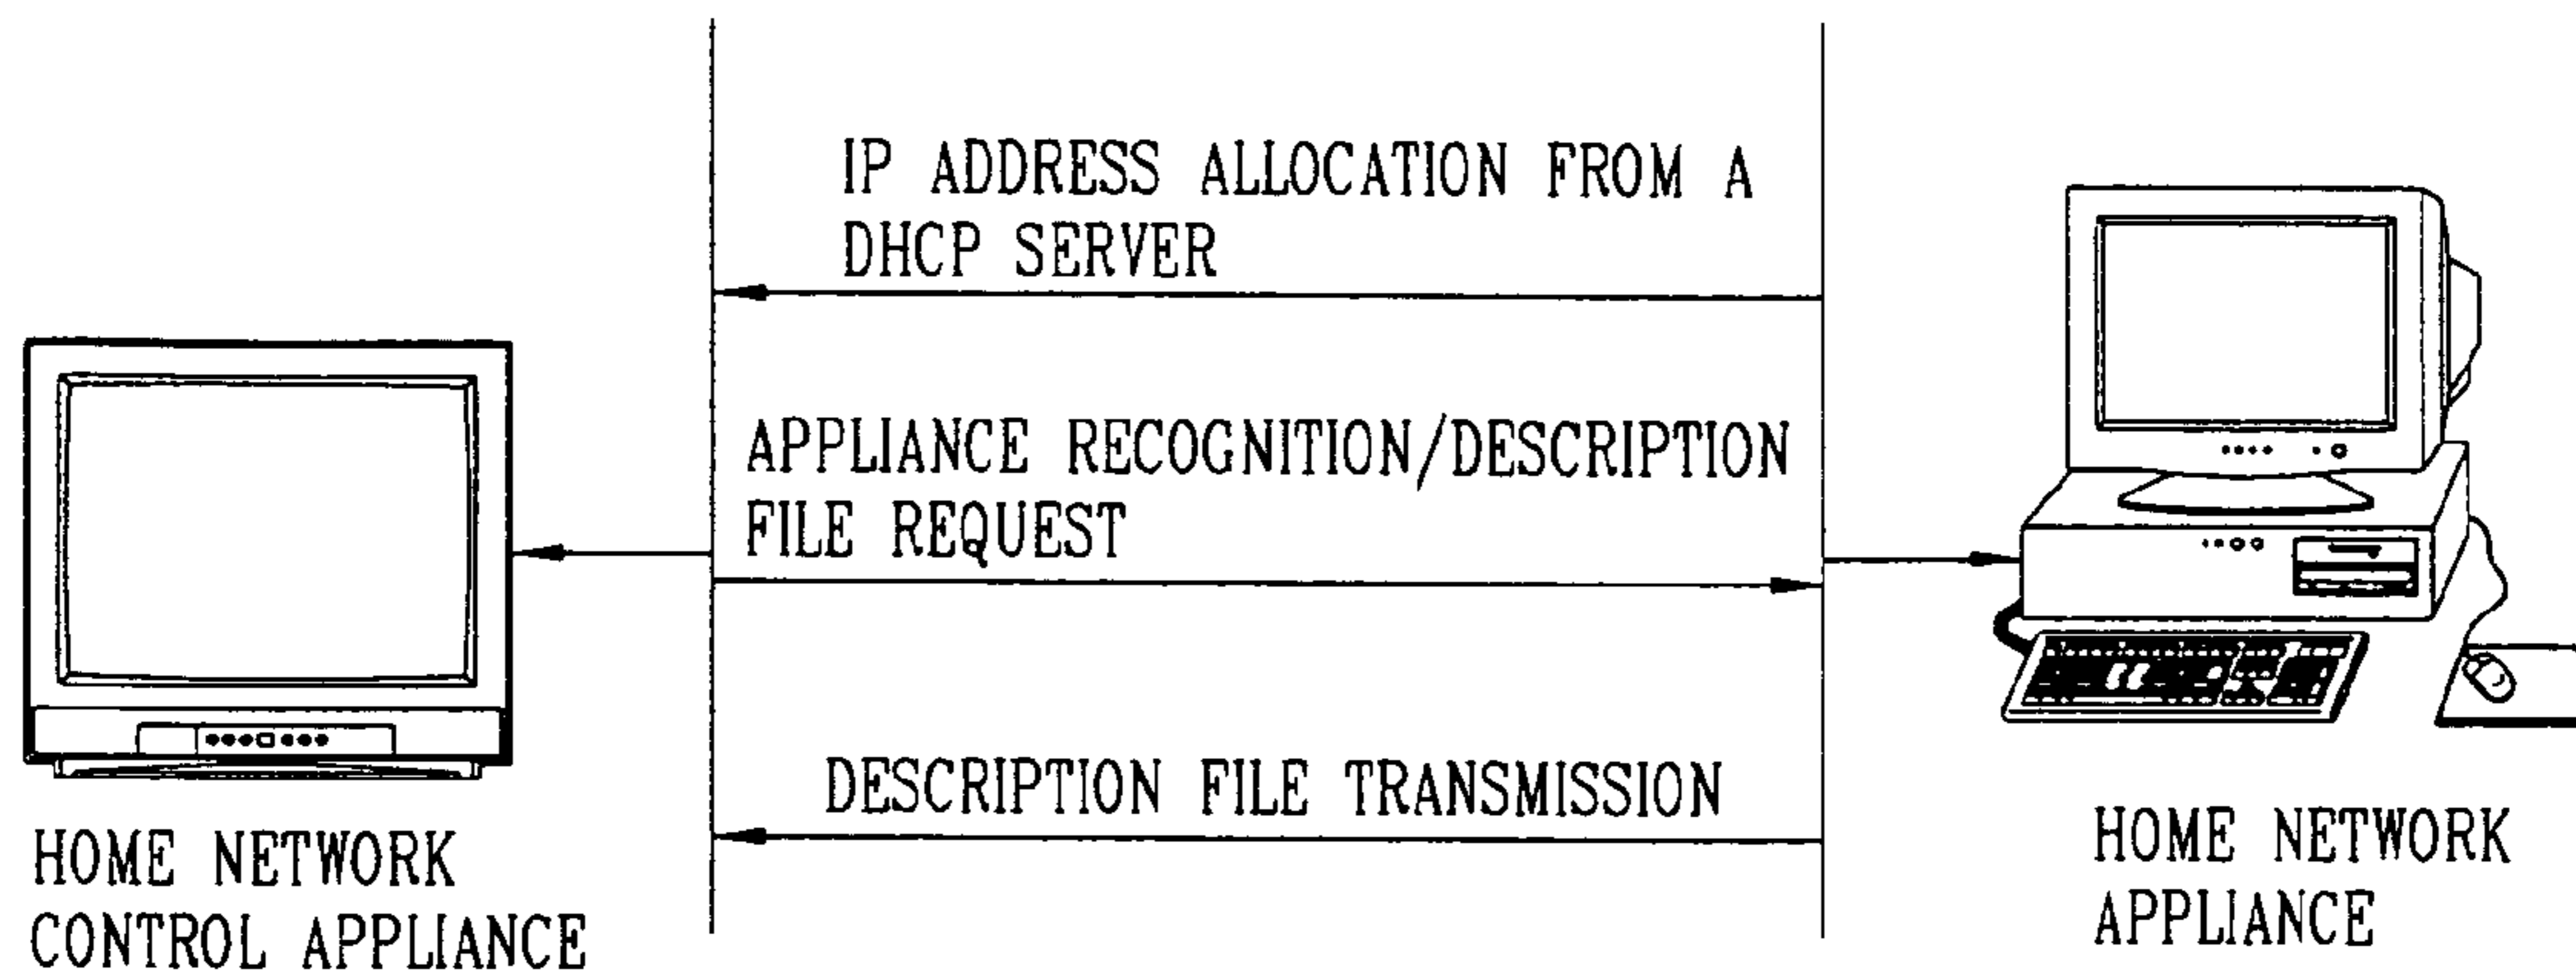 IP ADDRESS ALLOCATION FROM A
DHCP SERVER
APPLIANCE RECOGNITION/DESCRIPTION
FILE REQUEST
DESCRIPTION FILE TRANSMISSION
HOME NETWORK
CONTROL APPLIANCE
HOME NETWORK
APPLIANCE